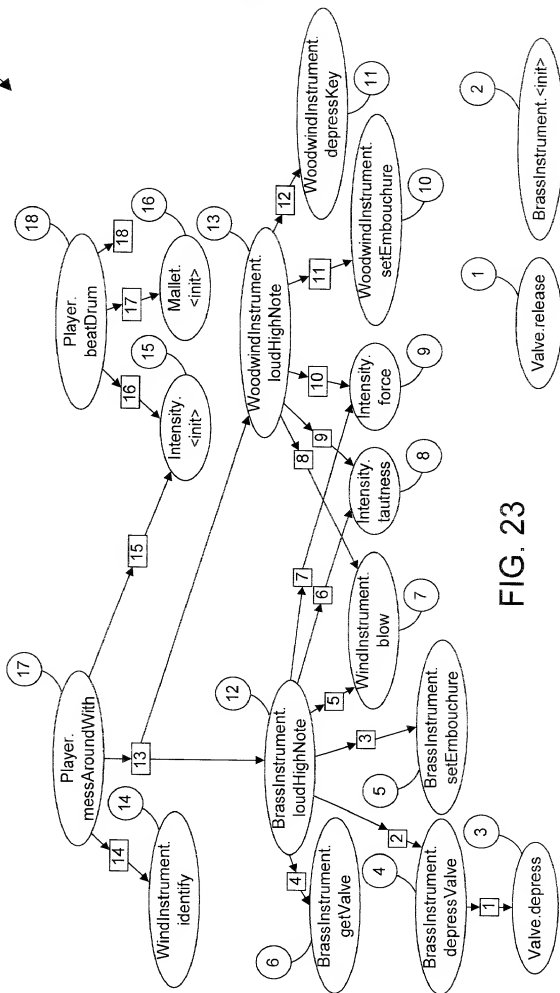 17
Player.
messAroundWith
18
Player.
beatDrum
14
13
15
16
17
18
14
WindInstrument.
identify
15
Intensity.
<init>
16
Mallet.
<init>
12
BrassInstrument.
loudHighNote
13
WoodwindInstrument.
loudHighNote
4
2
3
5
6
7
8
9
10
11
12
6
BrassInstrument.
getValve
4
BrassInstrument.
depressValve
5
BrassInstrument.
setEmbouchure
7
WindInstrument.
blow
8
Intensity.
tautness
9
Intensity.
force
10
WoodwindInstrument.
setEmbouchure
11
WoodwindInstrument.
depressKey
1
3
Valve.depress
1
Valve.release
2
BrassInstrument.<init>
FIG. 23